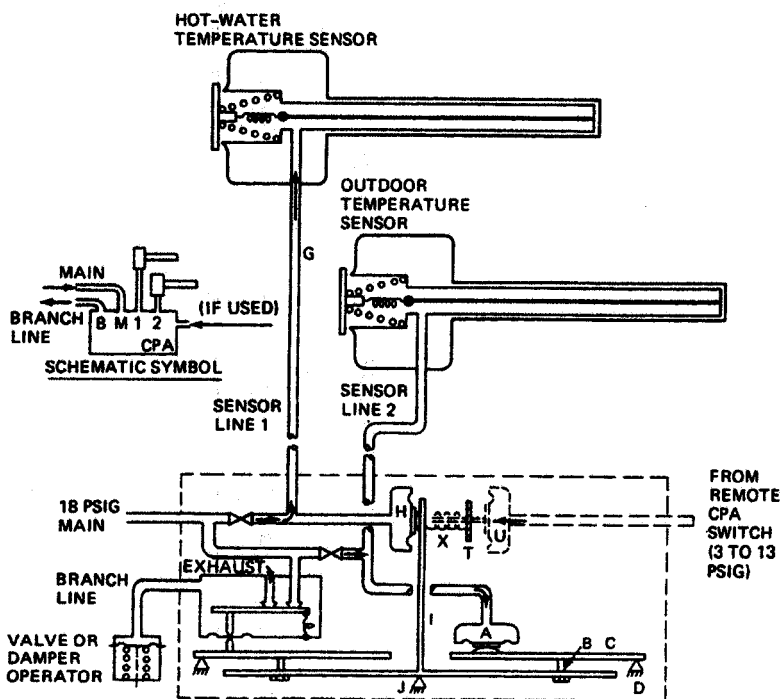 HOT-WATER
TEMPERATURE SENSOR
OUTDOOR
TEMPERATURE
SENSOR
G
MAIN
(IF USED)
BRANCH
LINE
B M 1 2
CPA
SCHEMATIC SYMBOL
SENSOR
LINE 1
SENSOR
LINE 2
18 PSIG
MAIN
H
X
T
U
FROM
REMOTE
CPA
SWITCH
(3 TO 13
PSIG)
EXHAUST
BRANCH
LINE
VALVE OR
DAMPER
OPERATOR
I
A
B C
J
D